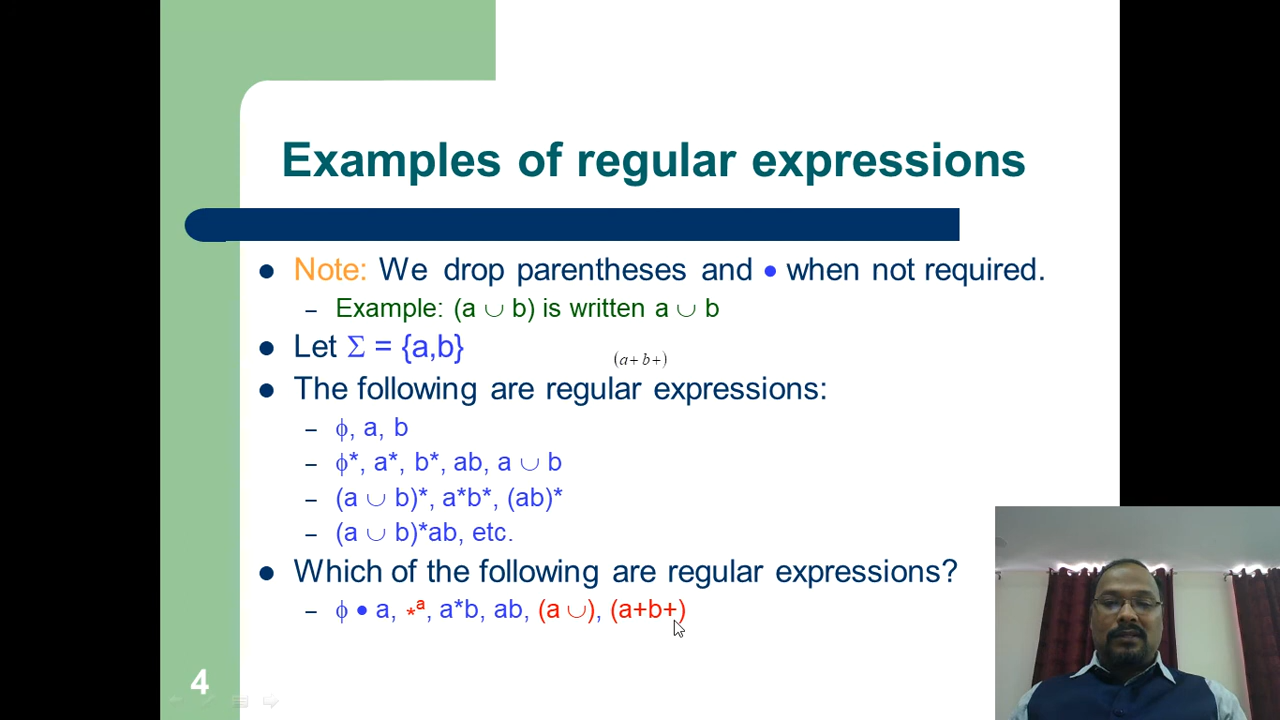 Examples of regular expressions
● Note: We drop parentheses and ● when not required.
– Example: (a ∪ b) is written a ∪ b
● Let Σ = {a,b}
(a+b+)
● The following are regular expressions:
– ϕ, a, b
– ϕ*, a*, b*, ab, a ∪ b
– (a ∪ b)*, a*b*, (ab)*
– (a ∪ b)*ab, etc.
● Which of the following are regular expressions?
– ϕ ● a, *ᵃ, a*b, ab, (a ∪), (a+b+)
4